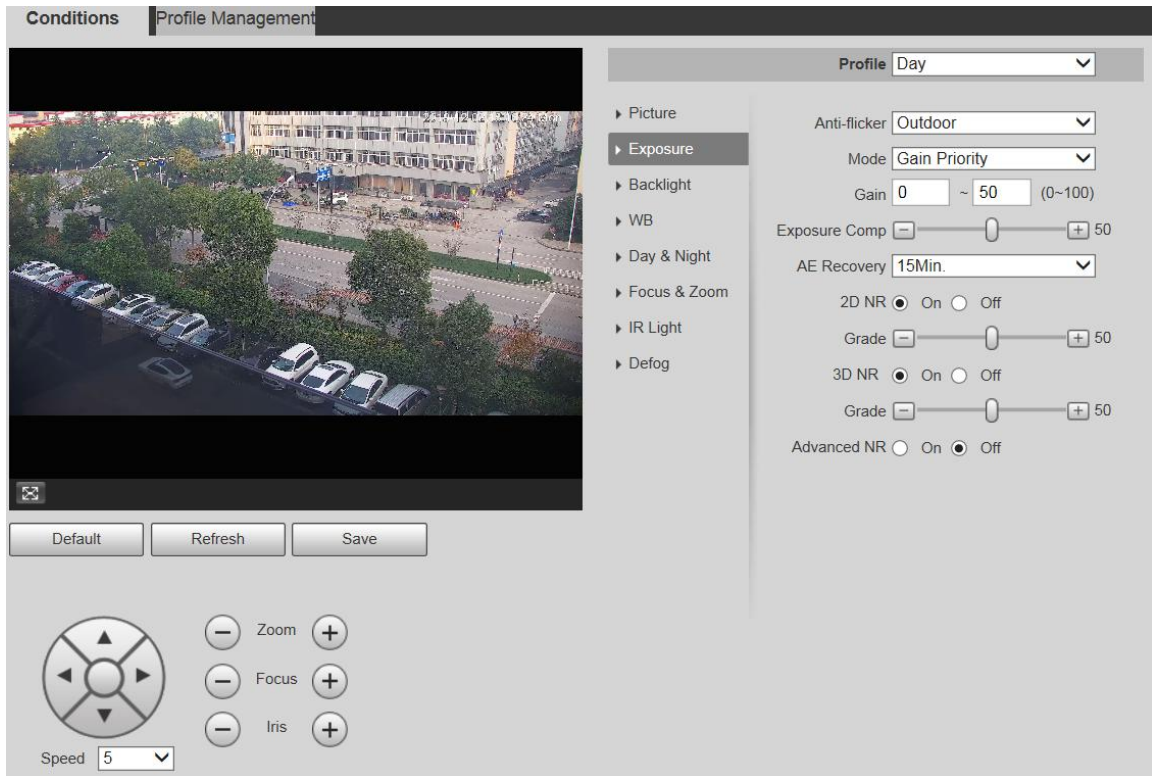 Conditions Profile Management
Profile Day
Picture
Exposure
Backlight
WB
Day & Night
Focus & Zoom
IR Light
Defog
Anti-flicker Outdoor
Mode Gain Priority
Gain 0 ~ 50 (0~100)
Exposure Comp 50
AE Recovery 15Min.
2D NR On Off
Grade 50
3D NR On Off
Grade 50
Advanced NR On Off
Default Refresh Save
Zoom
Focus
Iris
Speed 5